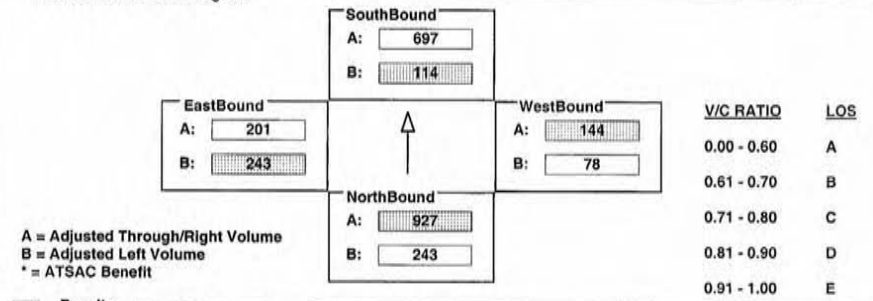 SouthBound
A: 697
B: 114
EastBound
A: 201
B: 243
WestBound
A: 144
B: 78
NorthBound
A: 927
B: 243
A = Adjusted Through/Right Volume
B = Adjusted Left Volume
* = ATSAC Benefit
V/C RATIO LOS
0.00 - 0.60 A
0.61 - 0.70 B
0.71 - 0.80 C
0.81 - 0.90 D
0.91 - 1.00 E